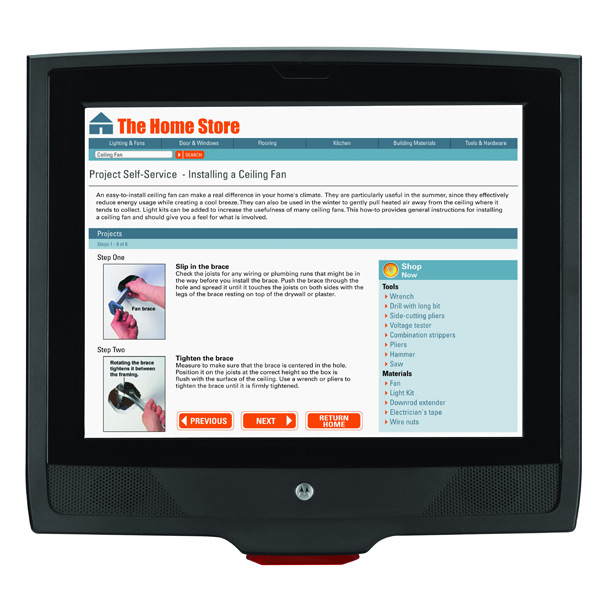 The Home Store
Lighting & Fans
Door & Windows
Flooring
Kitchen
Building Materials
Tools & Hardware
Ceiling Fan
SEARCH
Project Self-Service - Installing a Ceiling Fan
An easy-to-install ceiling fan can make a real difference in your home's climate. They are particularly useful in the summer, since they effectively
reduce energy usage while creating a cool breeze. They can also be used in the winter to gently pull heated air away from the ceiling where it
tends to collect. Light kits can be added to increase the usefulness of many ceiling fans. This how-to provides general instructions for installing
a ceiling fan and should give you a feel for what is involved.
Projects
Steps 1 - 8 of 8
Step One
Fan brace
Slip in the brace
Check the joists for any wiring or plumbing runs that might be in
the way before you install the brace. Push the brace through the
hole and spread it until it touches the joists on both sides with the
legs of the brace resting on top of the drywall or plaster.
Step Two
Rotating the brace
tightens it between
the framing.
Tighten the brace
Measure to make sure that the brace is centered in the hole.
Position it on the joists at the correct height so the box is
flush with the surface of the ceiling. Use a wrench or pliers to
tighten the brace until it is firmly tightened.
PREVIOUS
NEXT
RETURN
HOME
Shop
Now
Tools
Wrench
Drill with long bit
Side-cutting pliers
Voltage tester
Combination strippers
Pliers
Hammer
Saw
Materials
Fan
Light Kit
Downrod extender
Electrician's tape
Wire nuts